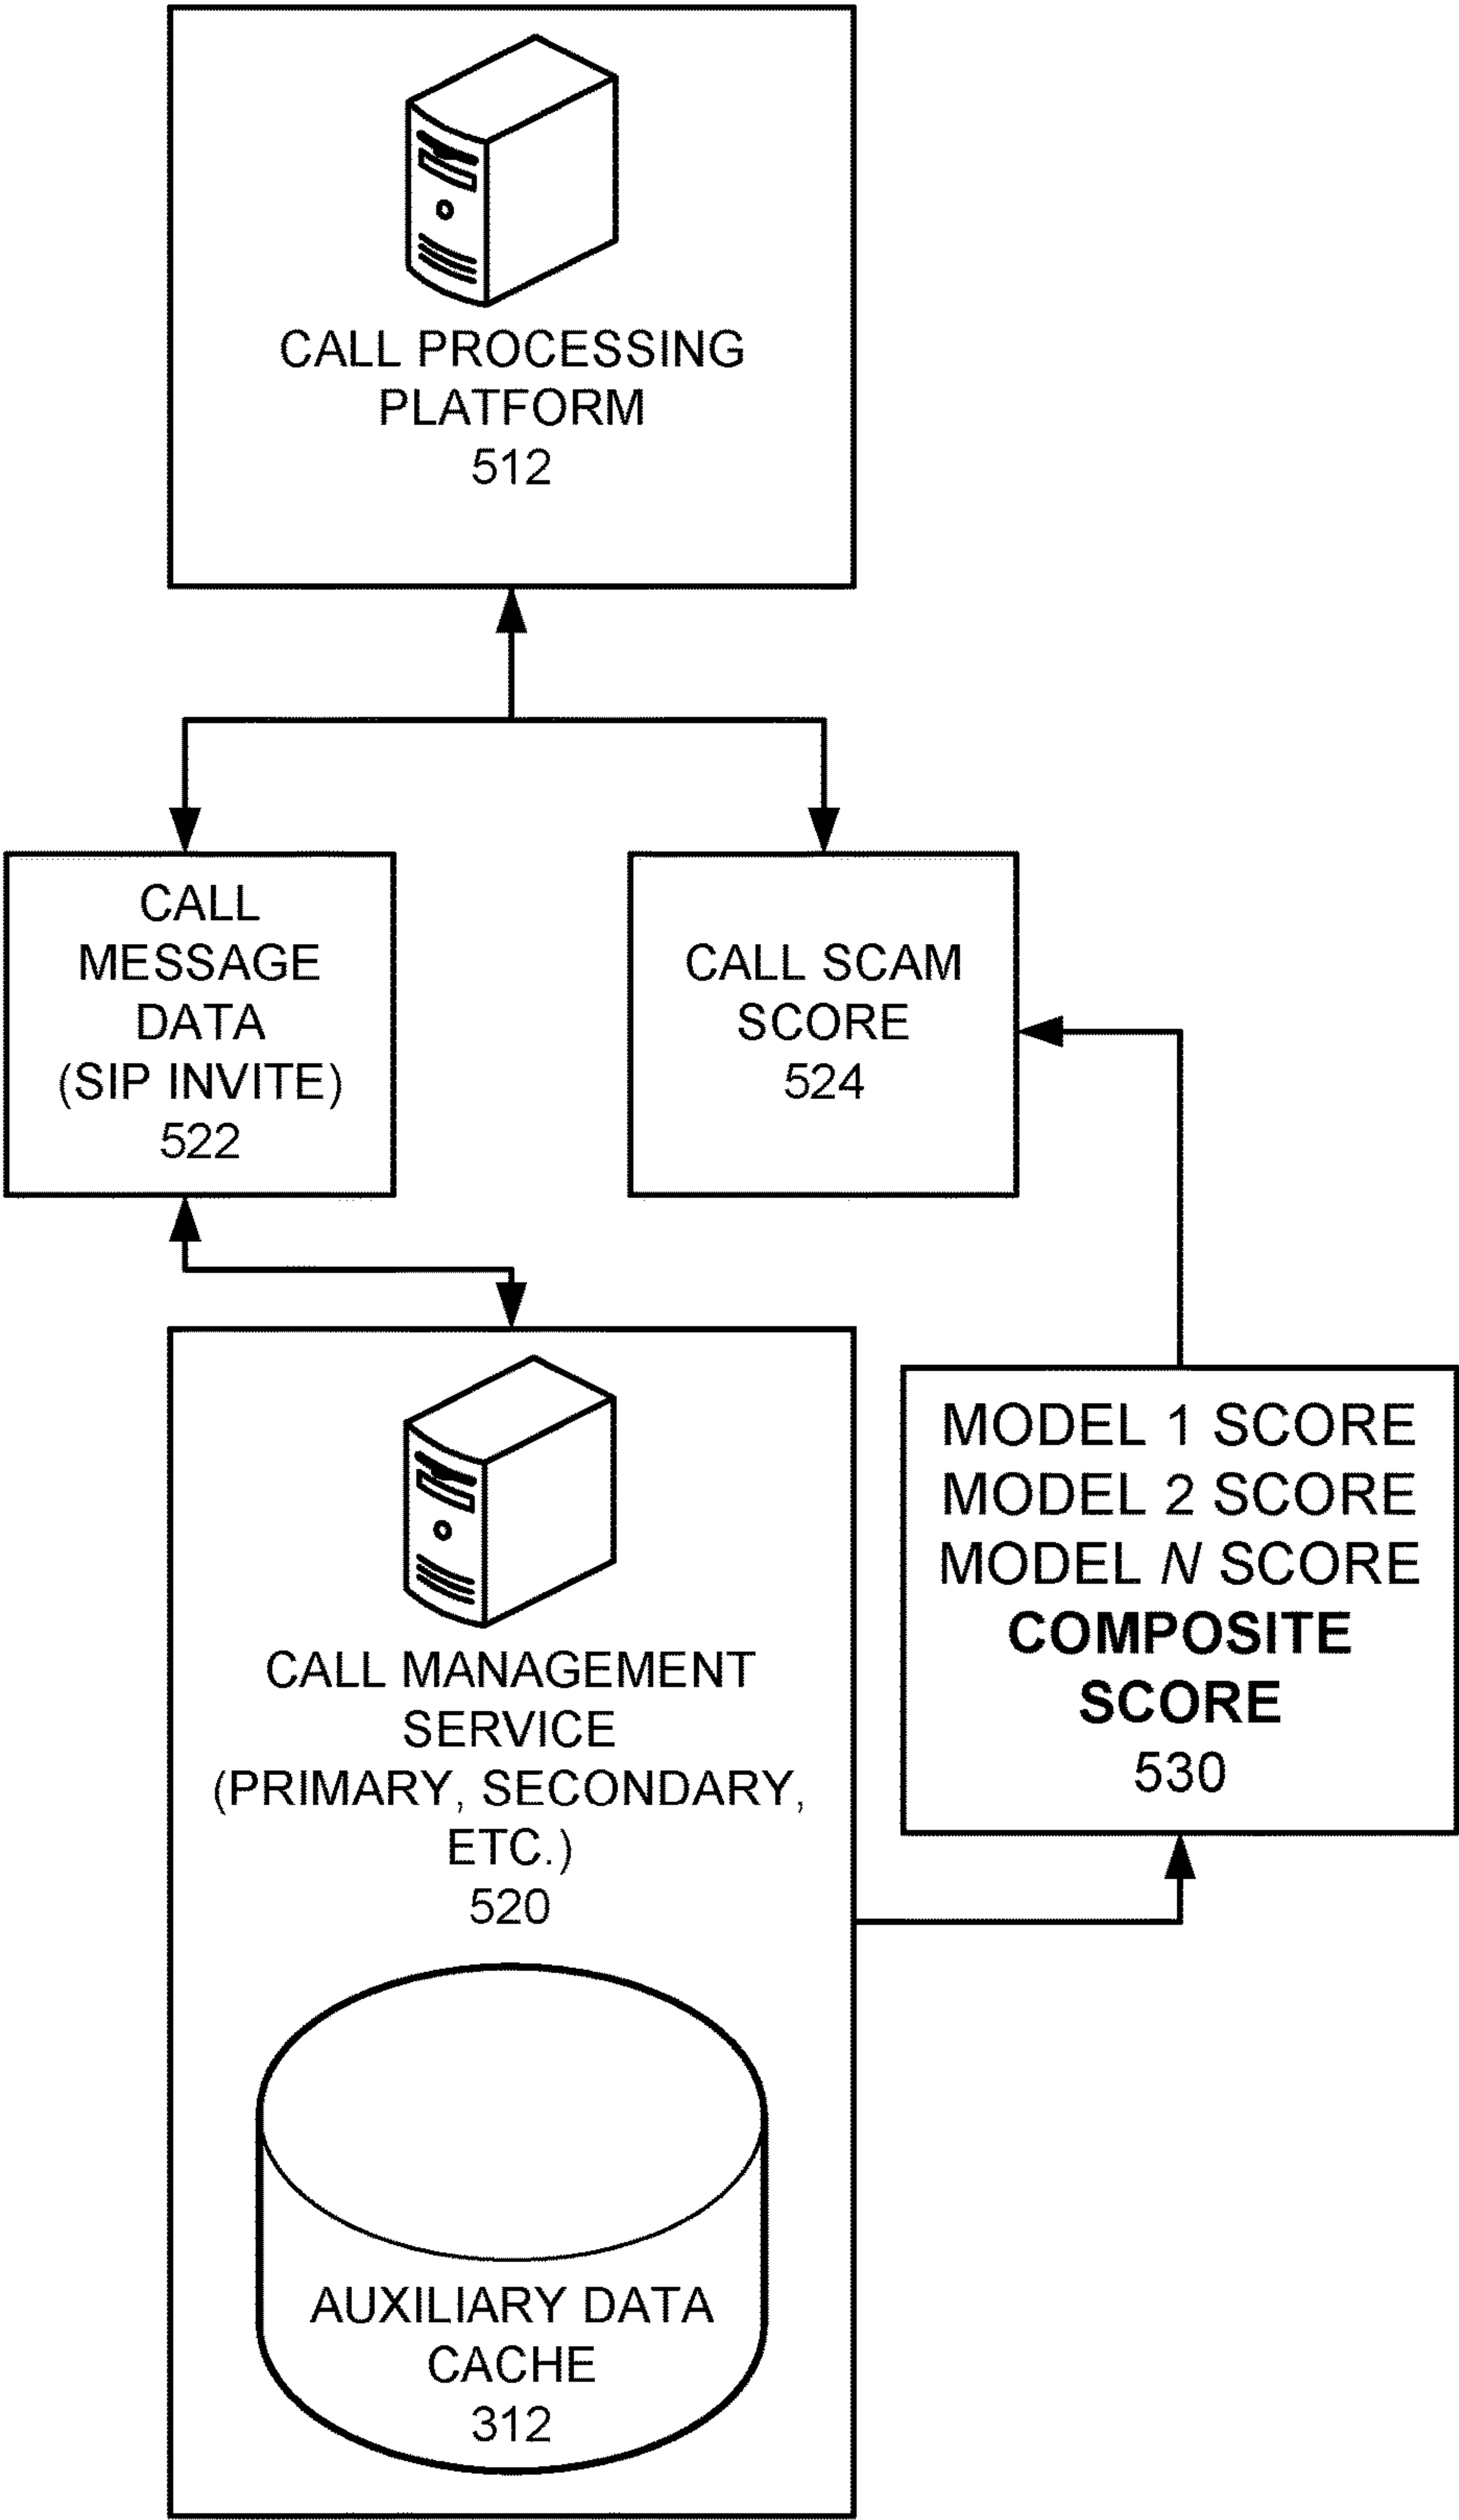 CALL PROCESSING
PLATFORM
512
CALL
MESSAGE
DATA
(SIP INVITE)
522
CALL SCAM
SCORE
524
MODEL 1 SCORE
MODEL 2 SCORE
MODEL N SCORE
COMPOSITE
SCORE
530
CALL MANAGEMENT
SERVICE
(PRIMARY, SECONDARY,
ETC.)
520
AUXILIARY DATA
CACHE
312